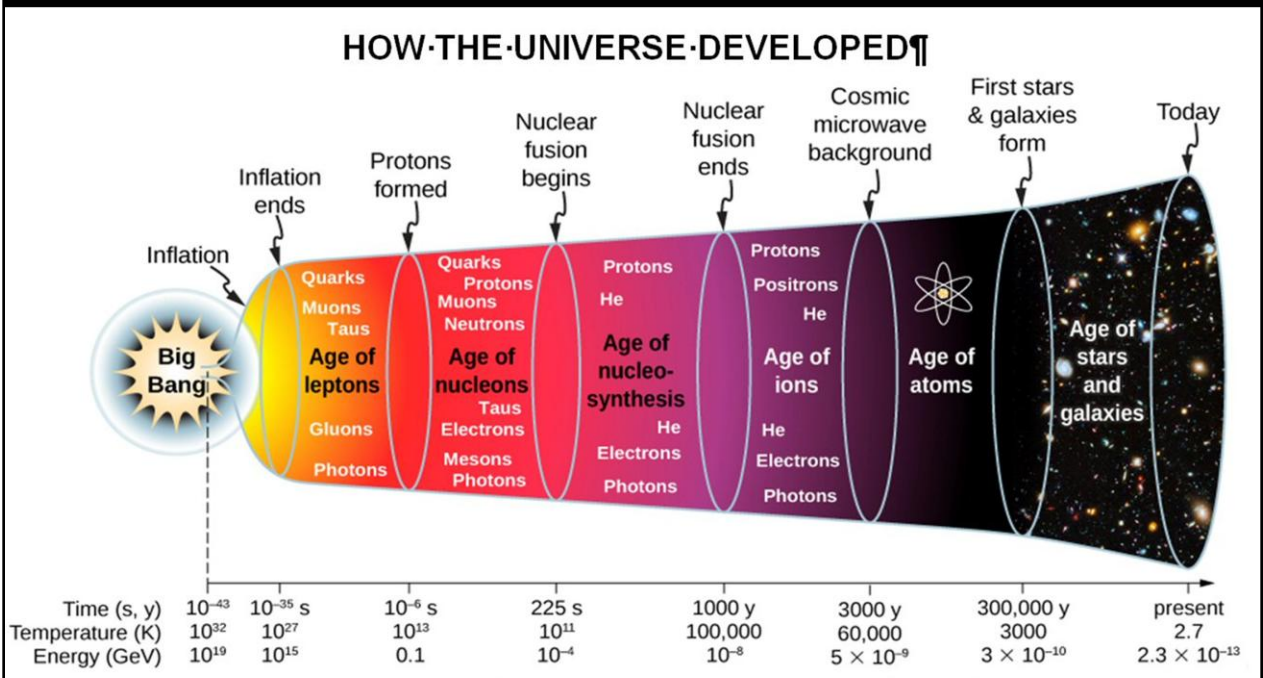 HOW·THE·UNIVERSE·DEVELOPED¶
Inflation
Inflation
ends
Protons
formed
Nuclear
fusion
begins
Nuclear
fusion
ends
Cosmic
microwave
background
First stars
& galaxies
form
Today
Big
Bang
Quarks
Muons
Taus
Age of
leptons
Gluons
Photons
Quarks
Protons
Muons
Neutrons
Age of
nucleons
Taus
Electrons
Mesons
Photons
Protons
He
Age of
nucleo-
synthesis
He
Electrons
Photons
Protons
Positrons
He
Age of
ions
He
Electrons
Photons
Age of
atoms
Age of
stars
and
galaxies
Time (s, y) 10⁻⁴³ 10⁻³⁵ s 10⁻⁶ s 225 s 1000 y 3000 y 300,000 y present
Temperature (K) 10³² 10²⁷ 10¹³ 10¹¹ 100,000 60,000 3000 2.7
Energy (GeV) 10¹⁹ 10¹⁵ 0.1 10⁻⁴ 10⁻⁸ 5 × 10⁻⁹ 3 × 10⁻¹⁰ 2.3 × 10⁻¹³